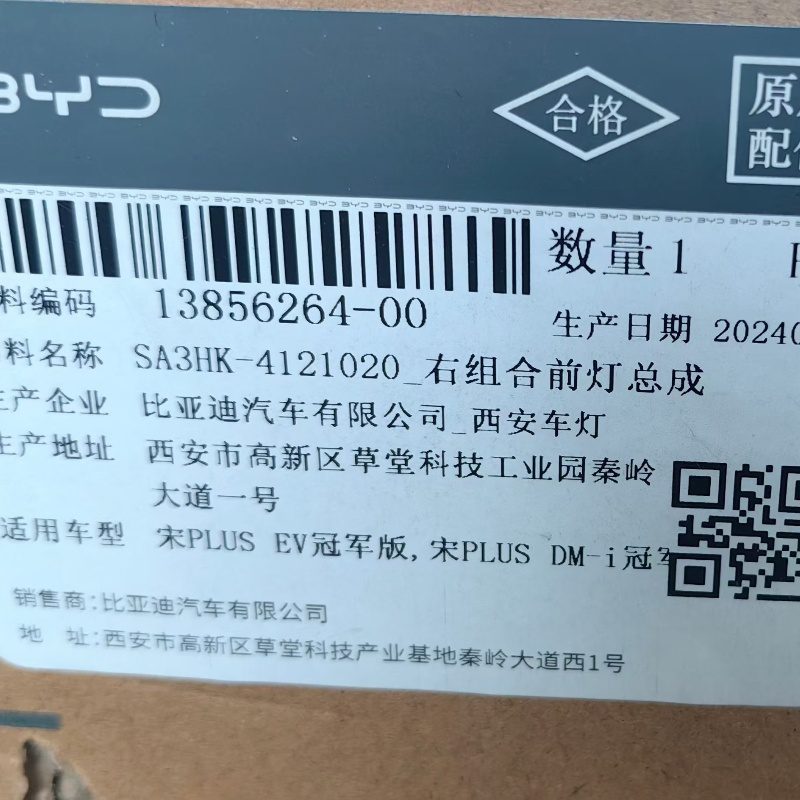 BYD
合格
原
配
数量 1
料编码 13856264-00
生产日期 20240
料名称 SA3HK-4121020_右组合前灯总成
生产企业 比亚迪汽车有限公司_西安车灯
生产地址 西安市高新区草堂科技工业园秦岭
大道一号
适用车型 宋PLUS EV冠军版,宋PLUS DM-i冠
销售商:比亚迪汽车有限公司
地 址:西安市高新区草堂科技产业基地秦岭大道西1号